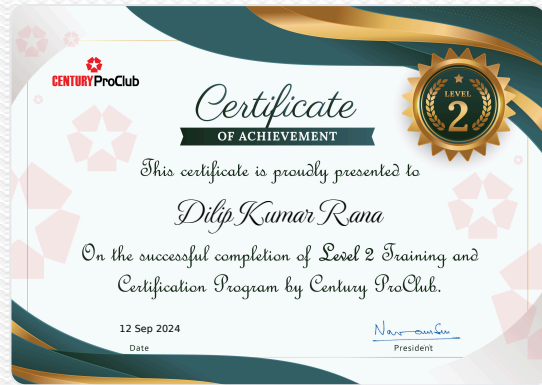 CENTURY ProClub
Certificate
OF ACHIEVEMENT
LEVEL
2
This certificate is proudly presented to
Dilip Kumar Rana
On the successful completion of Level 2 Training and
Certification Program by Century ProClub.
12 Sep 2024
Date
President